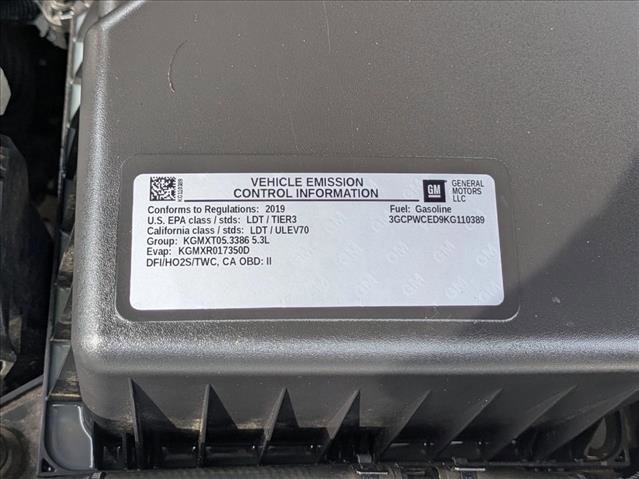 VEHICLE EMISSION
CONTROL INFORMATION
GM
GENERAL
MOTORS
LLC
Conforms to Regulations: 2019
Fuel: Gasoline
U.S. EPA class / stds: LDT / TIER3
3GCPWCED9KG110389
California class / stds: LDT / ULEV70
Group: KGMXT05.3386 5.3L
Evap: KGMXR017350D
DFI/HO2S/TWC, CA OBD: II